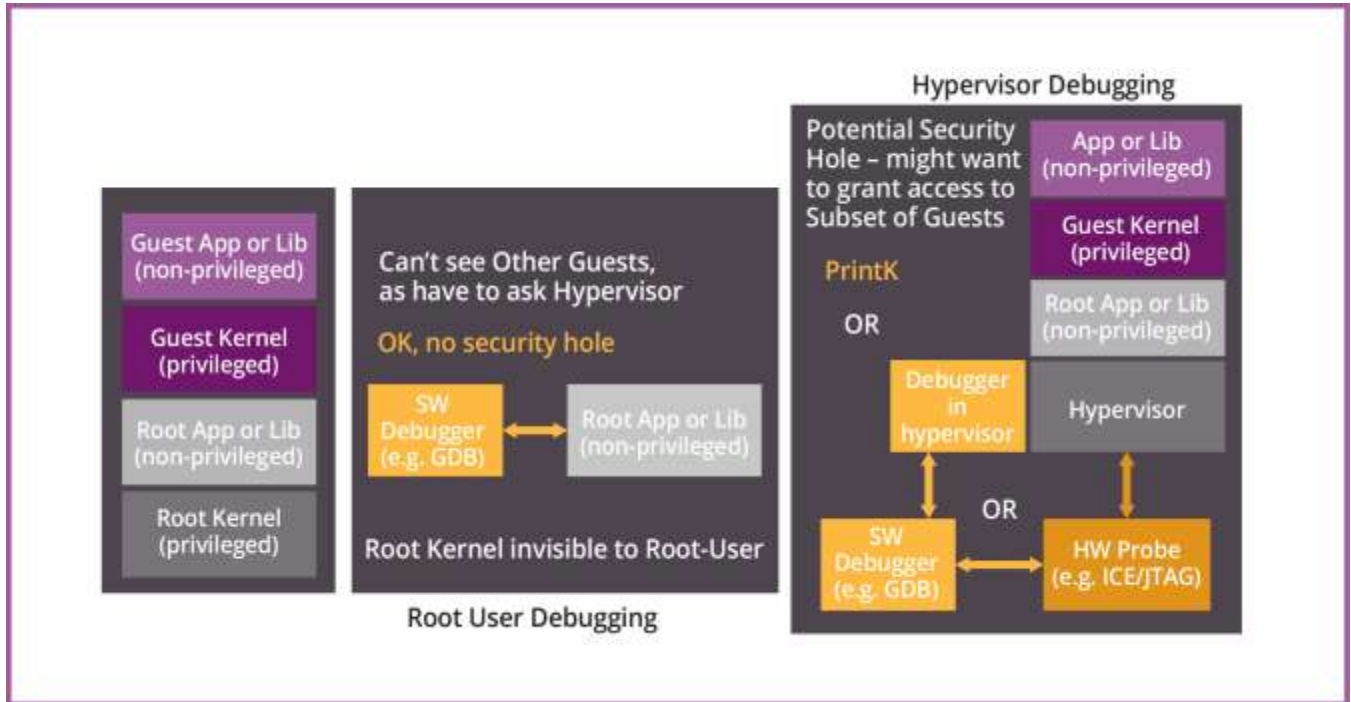 Guest App or Lib
(non-privileged)
Guest Kernel
(privileged)
Root App or Lib
(non-privileged)
Root Kernel
(privileged)
Can't see Other Guests,
as have to ask Hypervisor
OK, no security hole
SW
Debugger
(e.g. GDB)
Root App or Lib
(non-privileged)
Root Kernel invisible to Root-User
Root User Debugging
Hypervisor Debugging
Potential Security
Hole – might want
to grant access to
Subset of Guests
PrintK
OR
App or Lib
(non-privileged)
Guest Kernel
(privileged)
Root App or Lib
(non-privileged)
Debugger
in
hypervisor
Hypervisor
OR
SW
Debugger
(e.g. GDB)
HW Probe
(e.g. ICE/JTAG)